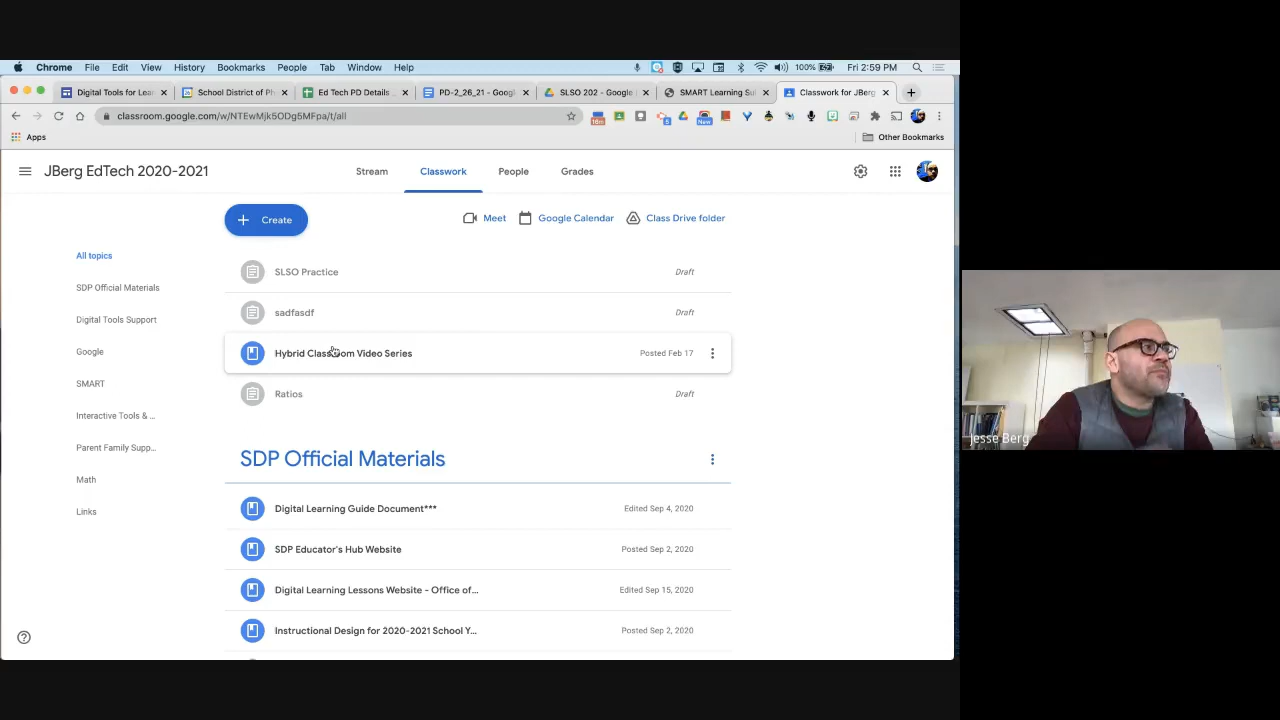 Chrome File Edit View History Bookmarks People Tab Window Help 100% Fri 2:59 PM
Digital Tools for Lea School District of Ph Ed Tech PD Details PD-2_26_21 - Goog SLSO 202 - Google SMART Learning Su Classwork for JBerg
classroom.google.com/w/NTEwMjk5ODg5MFpa/t/all
16m 5 New
Apps Other Bookmarks
JBerg EdTech 2020-2021 Stream Classwork People Grades
Create Meet Google Calendar Class Drive folder
All topics
SDP Official Materials
Digital Tools Support
Google
SMART
Interactive Tools & ...
Parent Family Supp...
Math
Links
SLSO Practice Draft
sadfasdf Draft
Hybrid Classroom Video Series Posted Feb 17
Ratios Draft
SDP Official Materials
Digital Learning Guide Document*** Edited Sep 4, 2020
SDP Educator's Hub Website Posted Sep 2, 2020
Digital Learning Lessons Website - Office of... Edited Sep 15, 2020
Instructional Design for 2020-2021 School Y... Posted Sep 2, 2020
jesse Berg